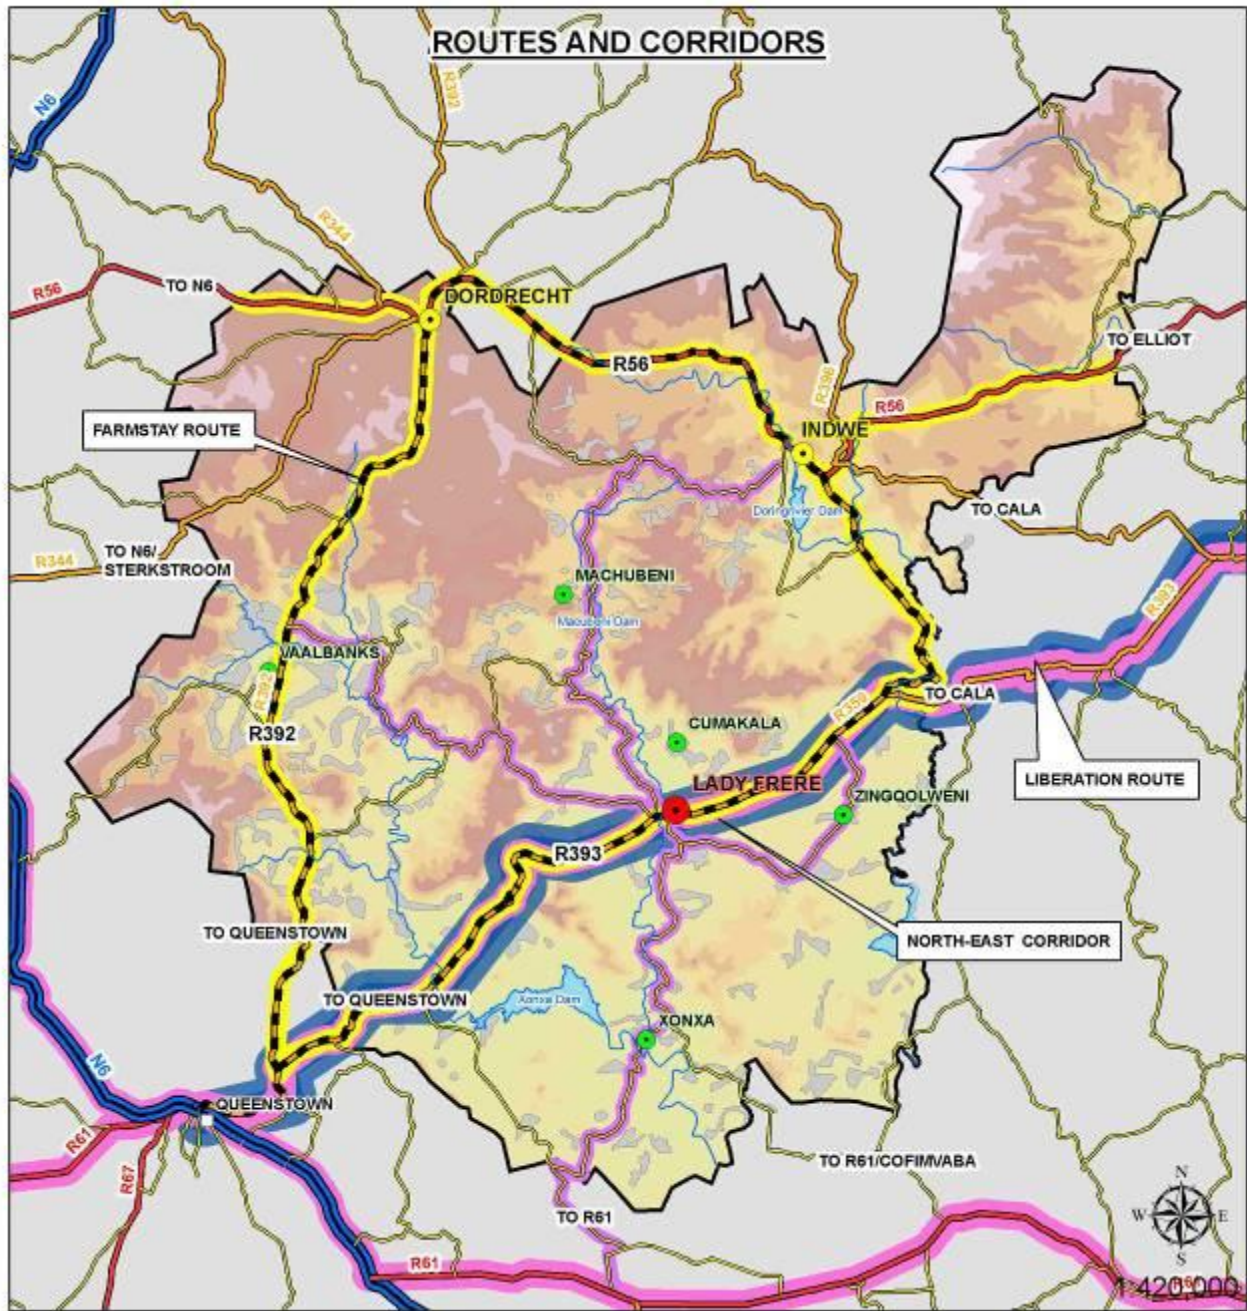 ROUTES AND CORRIDORS
N6
R392
R344
R56
TO N6
DORDRECHT
R56
TO ELLIOT
R396
R56
FARMSTAY ROUTE
INDWE
Doringrivier Dam
TO CALA
R344
TO N6/
STERKSTROOM
MACHUBENI
Macubeni Dam
R393
VAALBANKS
R392
TO CALA
R359
R392
CUMAKALA
LIBERATION ROUTE
LADY FRERE
ZINGQOLWENI
R393
TO QUEENSTOWN
NORTH-EAST CORRIDOR
TO QUEENSTOWN
Xonxa Dam
XONXA
N6
QUEENSTOWN
R61
R67
TO R61/COFIMVABA
TO R61
N
W E
S
R61
1:420,000